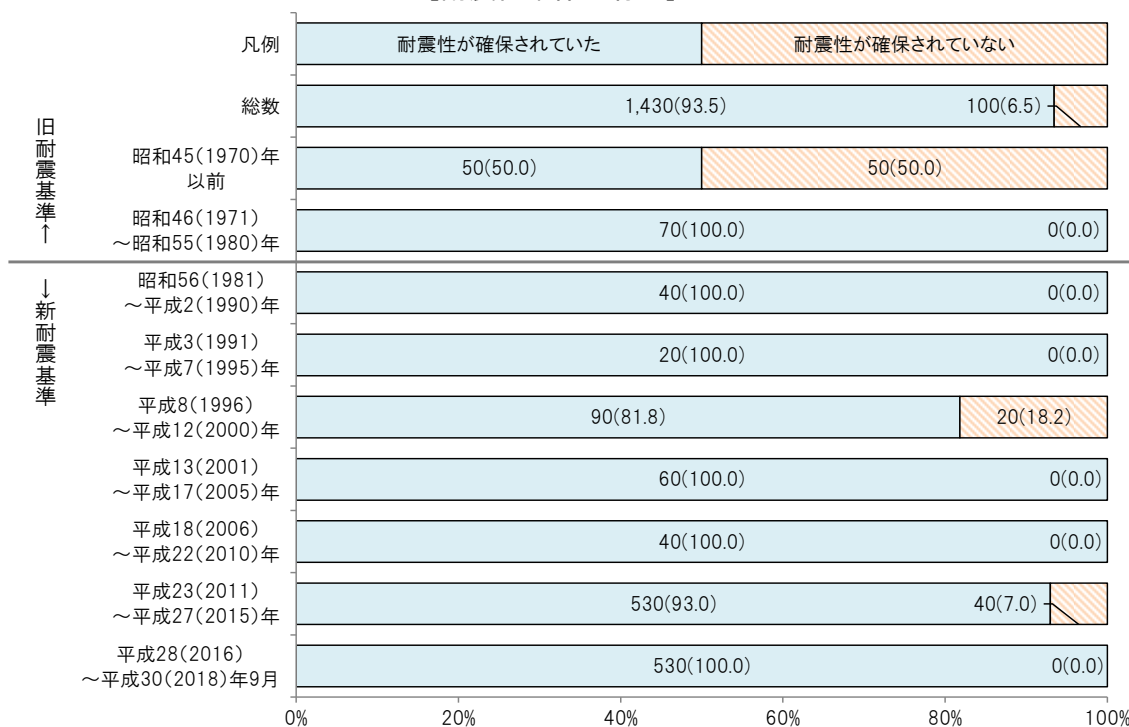 凡例
耐震性が確保されていた
耐震性が確保されていない
総数
1,430(93.5)
100(6.5)
旧耐震基準↑
昭和45(1970)年
以前
50(50.0)
50(50.0)
昭和46(1971)
～昭和55(1980)年
70(100.0)
0(0.0)
↓新耐震基準
昭和56(1981)
～平成2(1990)年
40(100.0)
0(0.0)
平成3(1991)
～平成7(1995)年
20(100.0)
0(0.0)
平成8(1996)
～平成12(2000)年
90(81.8)
20(18.2)
平成13(2001)
～平成17(2005)年
60(100.0)
0(0.0)
平成18(2006)
～平成22(2010)年
40(100.0)
0(0.0)
平成23(2011)
～平成27(2015)年
530(93.0)
40(7.0)
平成28(2016)
～平成30(2018)年9月
530(100.0)
0(0.0)
0%
20%
40%
60%
80%
100%